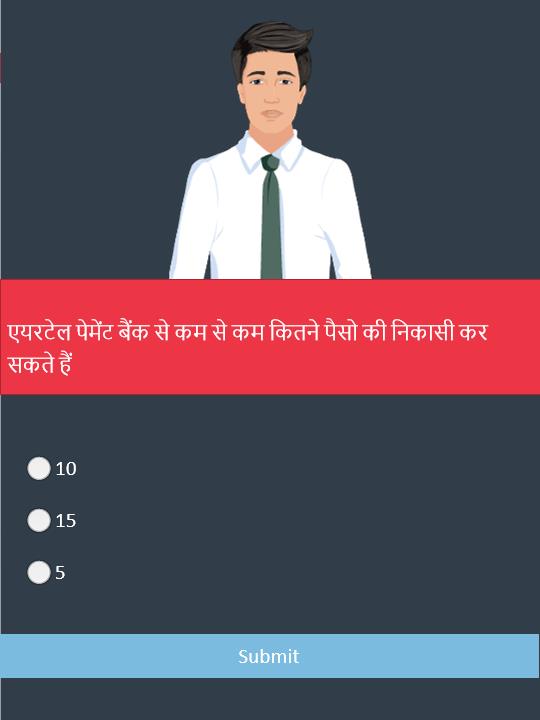 एयरटेल पेमेंट बैंक से कम से कम कितने पैसो की निकासी कर
सकते हैं
10
15
5
Submit